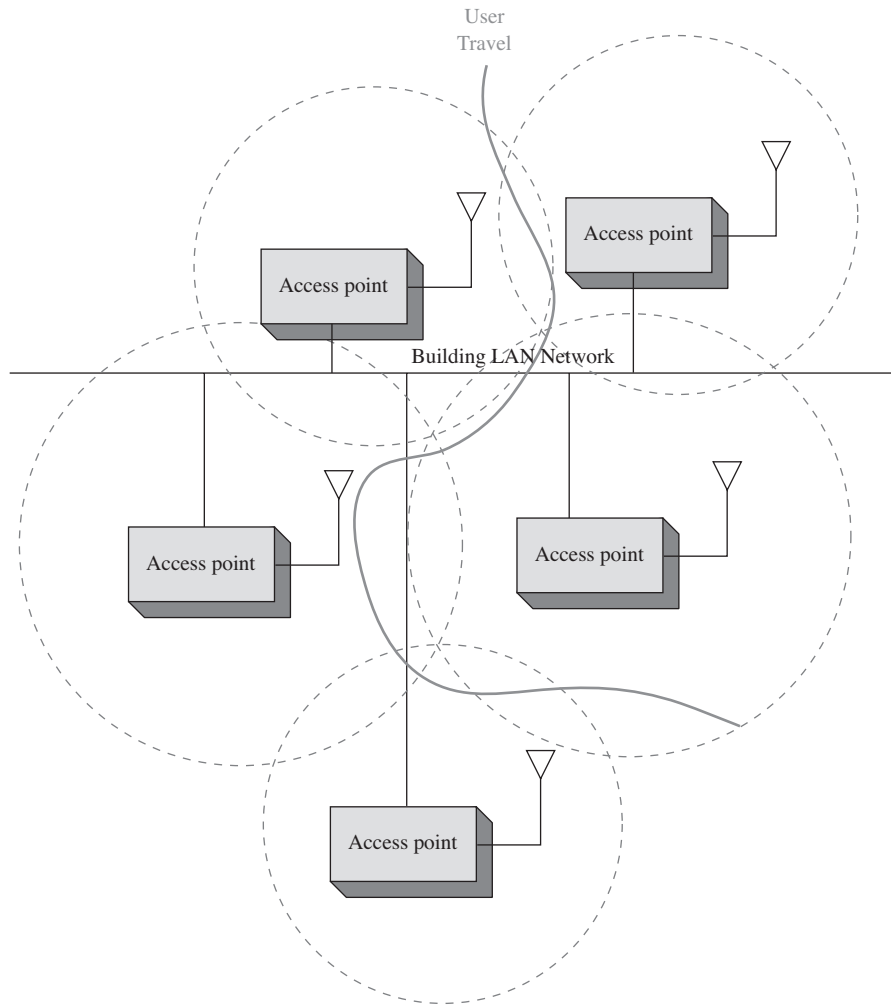 User
Travel
Access point
Access point
Building LAN Network
Access point
Access point
Access point